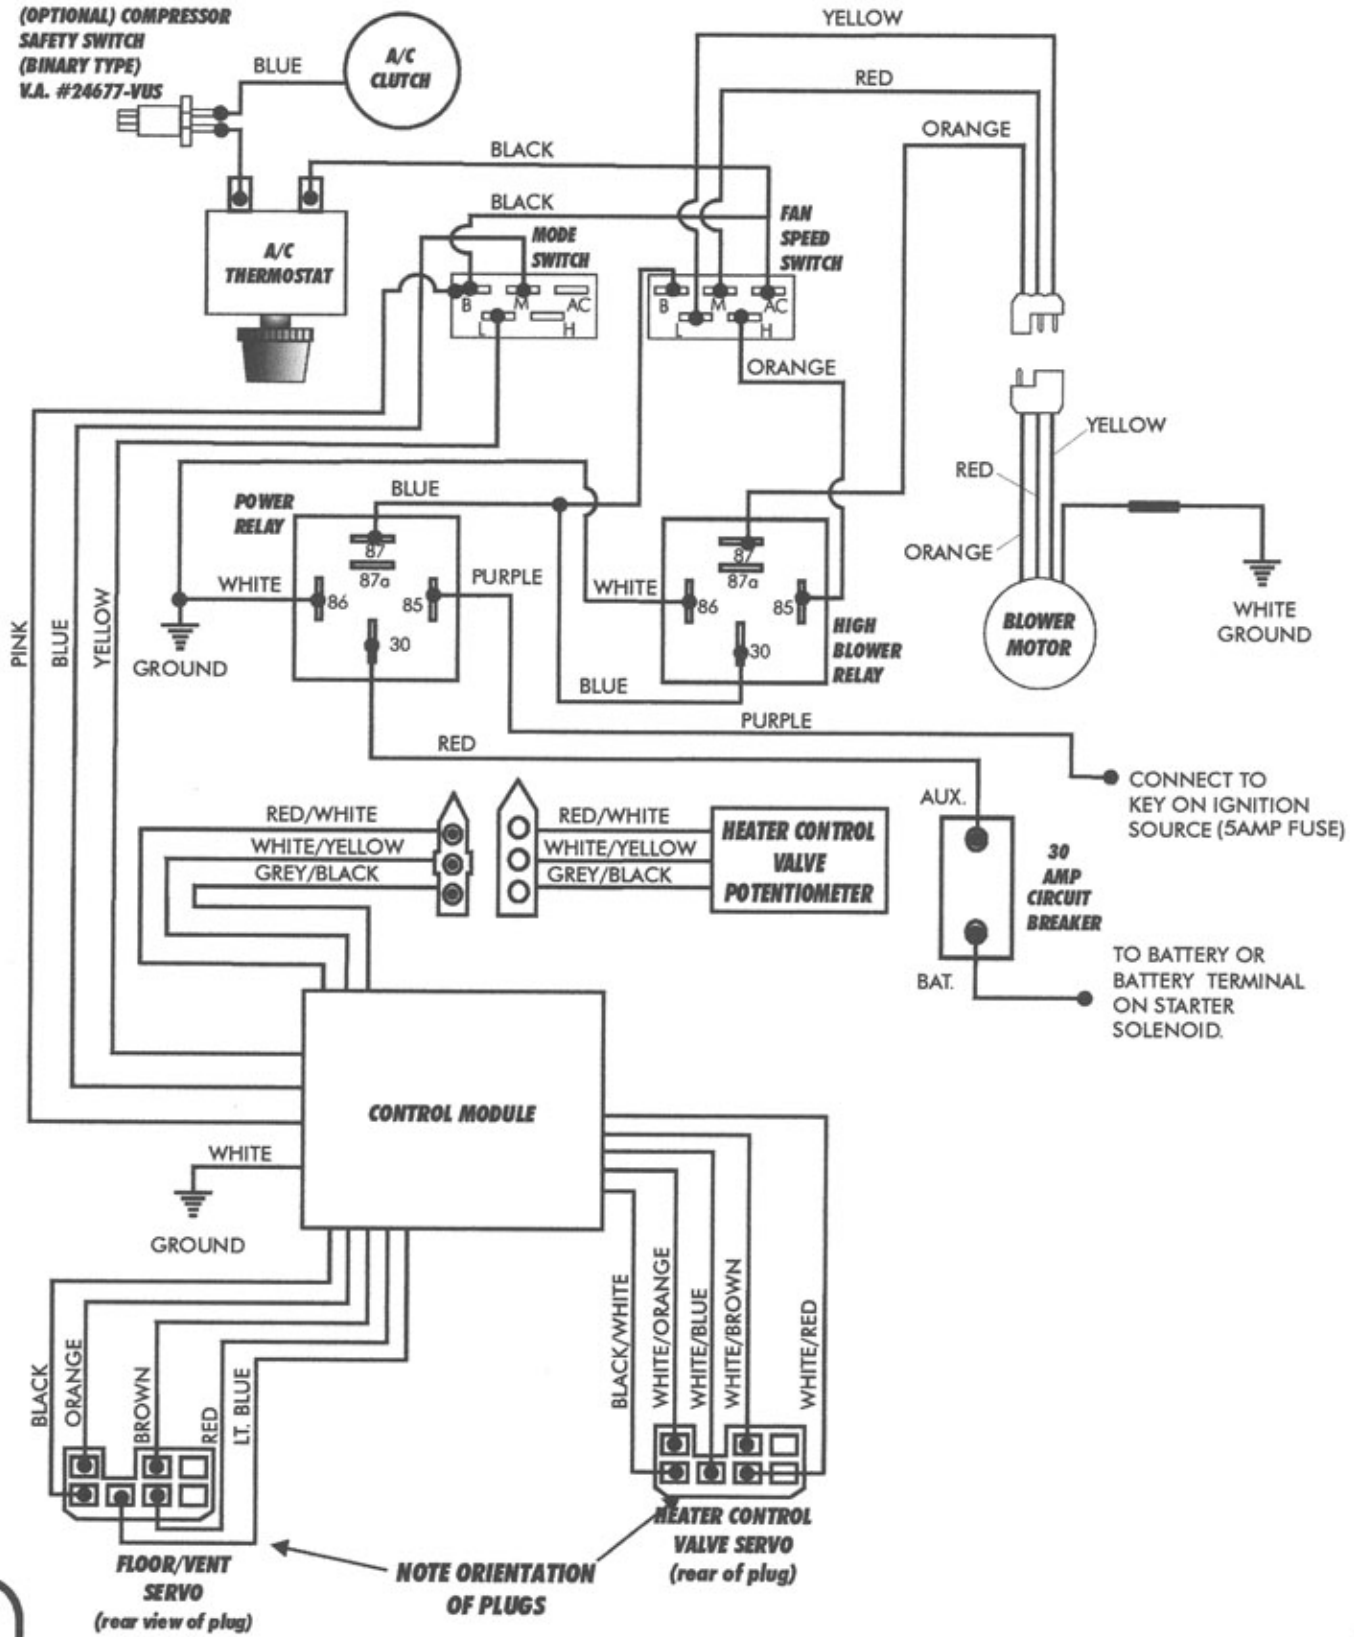 (OPTIONAL) COMPRESSOR
SAFETY SWITCH
(BINARY TYPE)
V.A. #24677-VUS
BLUE
A/C
CLUTCH
YELLOW
RED
ORANGE
BLACK
BLACK
FAN
SPEED
SWITCH
MODE
SWITCH
A/C
THERMOSTAT
B
M
AC
L
H
B
M
AC
L
H
ORANGE
YELLOW
RED
ORANGE
BLUE
POWER
RELAY
87
87a
86
85
30
WHITE
PURPLE
GROUND
WHITE
87
87a
86
85
30
HIGH
BLOWER
RELAY
BLOWER
MOTOR
WHITE
GROUND
PINK
BLUE
YELLOW
BLUE
PURPLE
RED
CONNECT TO
KEY ON IGNITION
SOURCE (5AMP FUSE)
AUX.
30
AMP
CIRCUIT
BREAKER
BAT.
TO BATTERY OR
BATTERY TERMINAL
ON STARTER
SOLENOID.
RED/WHITE
WHITE/YELLOW
GREY/BLACK
RED/WHITE
WHITE/YELLOW
GREY/BLACK
HEATER CONTROL
VALVE
POTENTIOMETER
CONTROL MODULE
WHITE
GROUND
BLACK
ORANGE
BROWN
RED
LT. BLUE
BLACK/WHITE
WHITE/ORANGE
WHITE/BLUE
WHITE/BROWN
WHITE/RED
FLOOR/VENT
SERVO
(rear view of plug)
NOTE ORIENTATION
OF PLUGS
HEATER CONTROL
VALVE SERVO
(rear of plug)